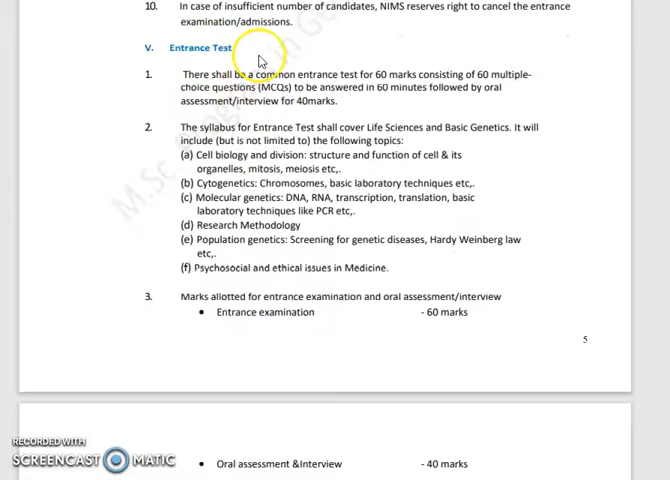 10. In case of insufficient number of candidates, NIMS reserves right to cancel the entrance
examination/admissions.
V. Entrance Test
1. There shall be a common entrance test for 60 marks consisting of 60 multiple-
choice questions (MCQs) to be answered in 60 minutes followed by oral
assessment/interview for 40marks.
2. The syllabus for Entrance Test shall cover Life Sciences and Basic Genetics. It will
include (but is not limited to) the following topics:
(a) Cell biology and division: structure and function of cell & its
organelles, mitosis, meiosis etc,.
(b) Cytogenetics: Chromosomes, basic laboratory techniques etc,.
(c) Molecular genetics: DNA, RNA, transcription, translation, basic
laboratory techniques like PCR etc,.
(d) Research Methodology
(e) Population genetics: Screening for genetic diseases, Hardy Weinberg law
etc,.
(f) Psychosocial and ethical issues in Medicine.
3. Marks allotted for entrance examination and oral assessment/interview
• Entrance examination - 60 marks
5
RECORDED WITH
SCREENCAST MATIC
• Oral assessment &Interview - 40 marks
M.Sc.